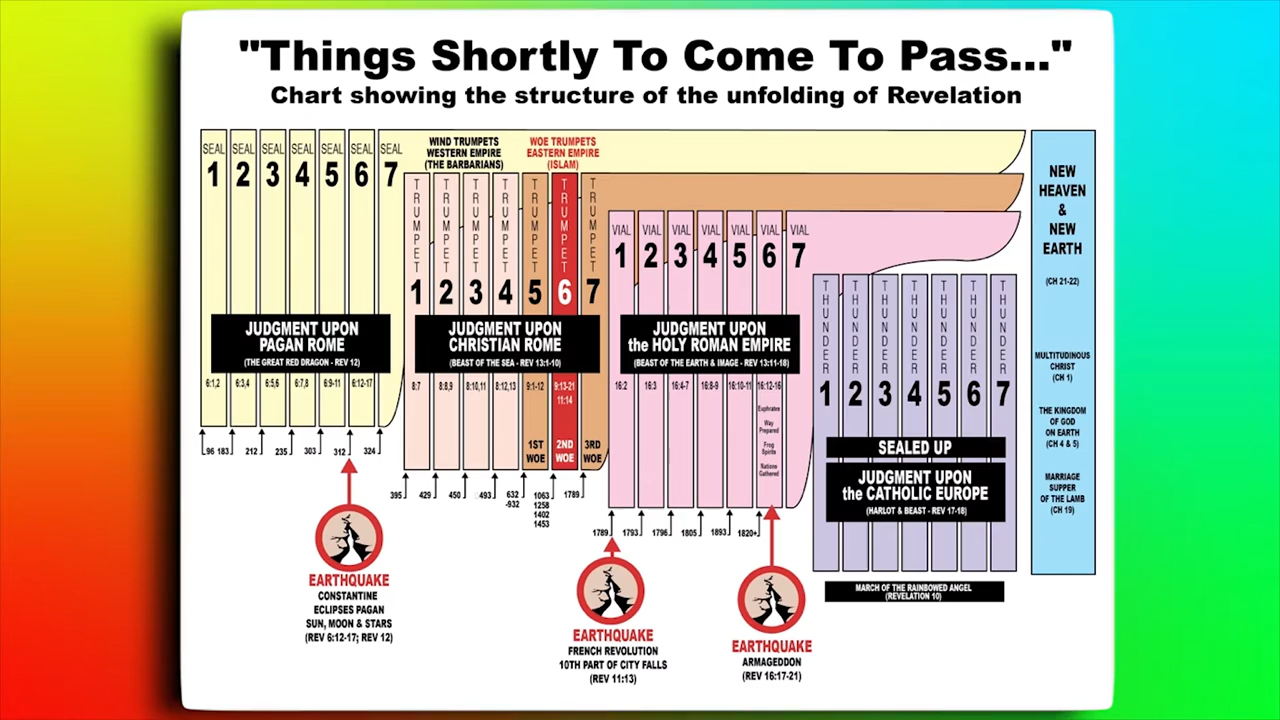 "Things Shortly To Come To Pass..."
Chart showing the structure of the unfolding of Revelation
SEAL 1
SEAL 2
SEAL 3
SEAL 4
SEAL 5
SEAL 6
SEAL 7
JUDGMENT UPON
PAGAN ROME
(THE GREAT RED DRAGON - REV 12)
6:1,2
6:3,4
6:5,6
6:7,8
6:9-11
6:12-17
96
183
212
235
303
312
324
EARTHQUAKE
CONSTANTINE
ECLIPSES PAGAN
SUN, MOON & STARS
(REV 6:12-17; REV 12)
WIND TRUMPETS
WESTERN EMPIRE
(THE BARBARIANS)
WOE TRUMPETS
EASTERN EMPIRE
(ISLAM)
TRUMPET 1
TRUMPET 2
TRUMPET 3
TRUMPET 4
TRUMPET 5
TRUMPET 6
TRUMPET 7
JUDGMENT UPON
CHRISTIAN ROME
(BEAST OF THE SEA - REV 13:1-10)
8:7
8:8,9
8:10,11
8:12,13
9:1-12
9:13-21
11:14
1ST
WOE
2ND
WOE
3RD
WOE
395
429
450
493
632
-932
1063
1258
1402
1453
1789
VIAL 1
VIAL 2
VIAL 3
VIAL 4
VIAL 5
VIAL 6
VIAL 7
JUDGMENT UPON
the HOLY ROMAN EMPIRE
(BEAST OF THE EARTH & IMAGE - REV 13:11-18)
16:2
16:3
16:4-7
16:8-9
16:10-11
16:12-16
Euphrates
Way
Prepared
Frog
Spirits
Nations
Gathered
1789
1793
1796
1805
1893
1820+
EARTHQUAKE
FRENCH REVOLUTION
10TH PART OF CITY FALLS
(REV 11:13)
EARTHQUAKE
ARMAGEDDON
(REV 16:17-21)
THUNDER 1
THUNDER 2
THUNDER 3
THUNDER 4
THUNDER 5
THUNDER 6
THUNDER 7
SEALED UP
JUDGMENT UPON
the CATHOLIC EUROPE
(HARLOT & BEAST - REV 17-18)
MARCH OF THE RAINBOWED ANGEL
(REVELATION 10)
NEW
HEAVEN
&
NEW
EARTH
(CH 21-22)
MULTITUDINOUS
CHRIST
(CH 1)
THE KINGDOM
OF GOD
ON EARTH
(CH 4 & 5)
MARRIAGE
SUPPER
OF THE LAMB
(CH 19)